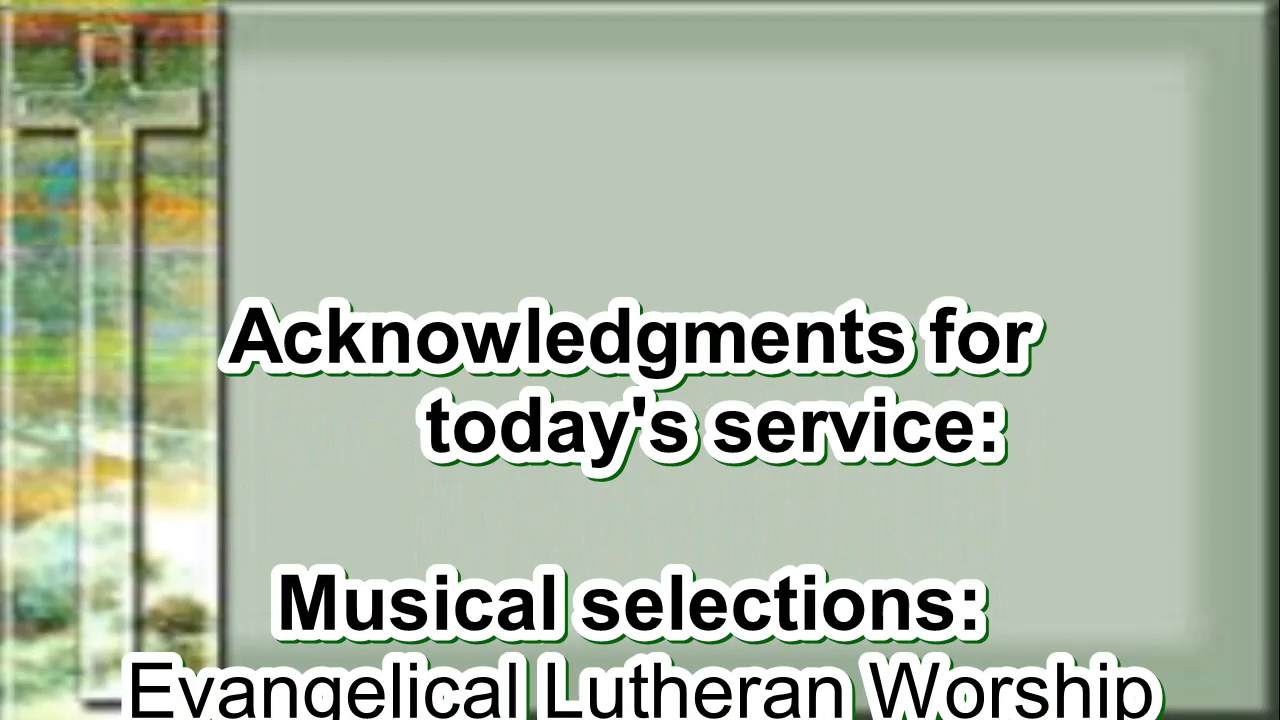 Acknowledgments for
today's service:
Musical selections:
Evangelical Lutheran Worship